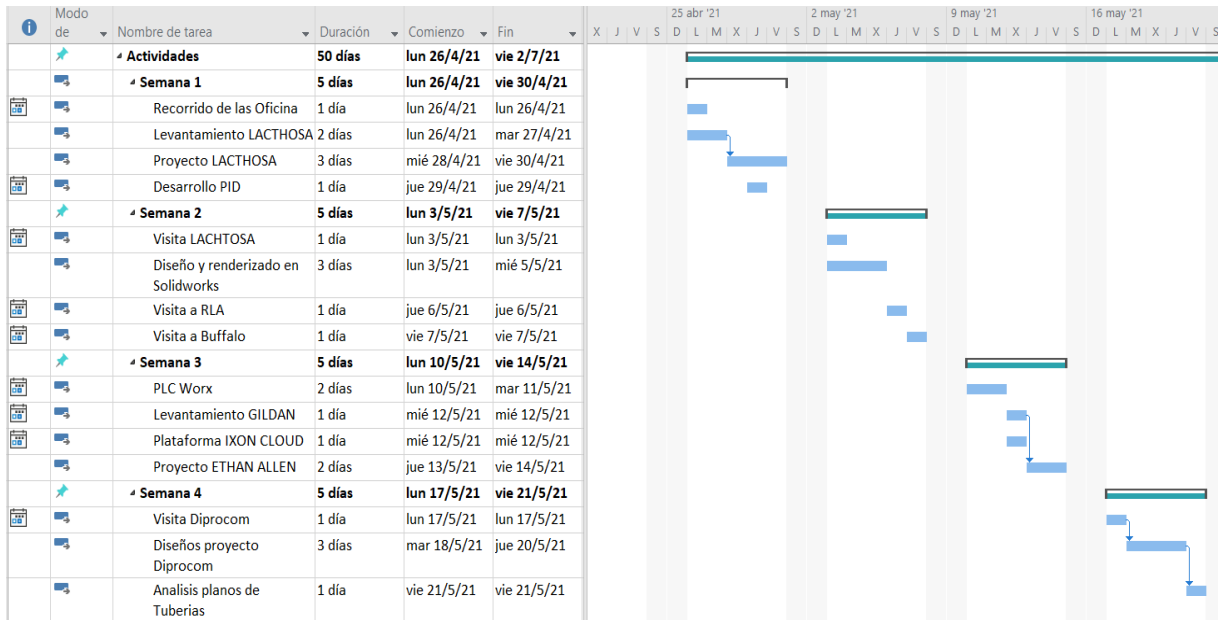 Modo de Nombre de tarea Duración Comienzo Fin
25 abr '21 2 may '21 9 may '21 16 may '21
X J V S D L M X J V S D L M X J V S D L M X J V S D L M X J V S
Actividades 50 días lun 26/4/21 vie 2/7/21
Semana 1 5 días lun 26/4/21 vie 30/4/21
Recorrido de las Oficina 1 día lun 26/4/21 lun 26/4/21
Levantamiento LACTHOSA 2 días lun 26/4/21 mar 27/4/21
Proyecto LACTHOSA 3 días mié 28/4/21 vie 30/4/21
Desarrollo PID 1 día jue 29/4/21 jue 29/4/21
Semana 2 5 días lun 3/5/21 vie 7/5/21
Visita LACHTOSA 1 día lun 3/5/21 lun 3/5/21
Diseño y renderizado en Solidworks 3 días lun 3/5/21 mié 5/5/21
Visita a RLA 1 día jue 6/5/21 jue 6/5/21
Visita a Buffalo 1 día vie 7/5/21 vie 7/5/21
Semana 3 5 días lun 10/5/21 vie 14/5/21
PLC Worx 2 días lun 10/5/21 mar 11/5/21
Levantamiento GILDAN 1 día mié 12/5/21 mié 12/5/21
Plataforma IXON CLOUD 1 día mié 12/5/21 mié 12/5/21
Proyecto ETHAN ALLEN 2 días jue 13/5/21 vie 14/5/21
Semana 4 5 días lun 17/5/21 vie 21/5/21
Visita Diprocom 1 día lun 17/5/21 lun 17/5/21
Diseños proyecto Diprocom 3 días mar 18/5/21 jue 20/5/21
Analisis planos de Tuberias 1 día vie 21/5/21 vie 21/5/21